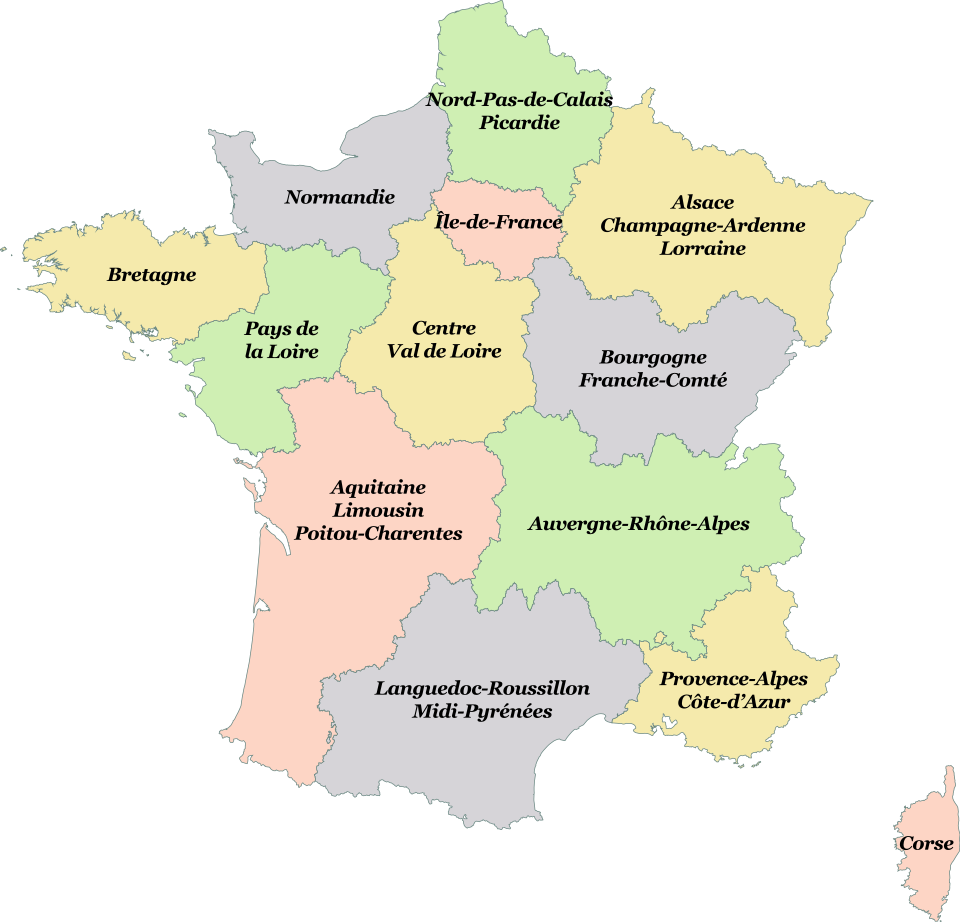 Nord-Pas-de-Calais
Picardie
Normandie
Île-de-France
Alsace
Champagne-Ardenne
Lorraine
Bretagne
Pays de
la Loire
Centre
Val de Loire
Bourgogne
Franche-Comté
Aquitaine
Limousin
Poitou-Charentes
Auvergne-Rhône-Alpes
Languedoc-Roussillon
Midi-Pyrénées
Provence-Alpes
Côte-d’Azur
Corse